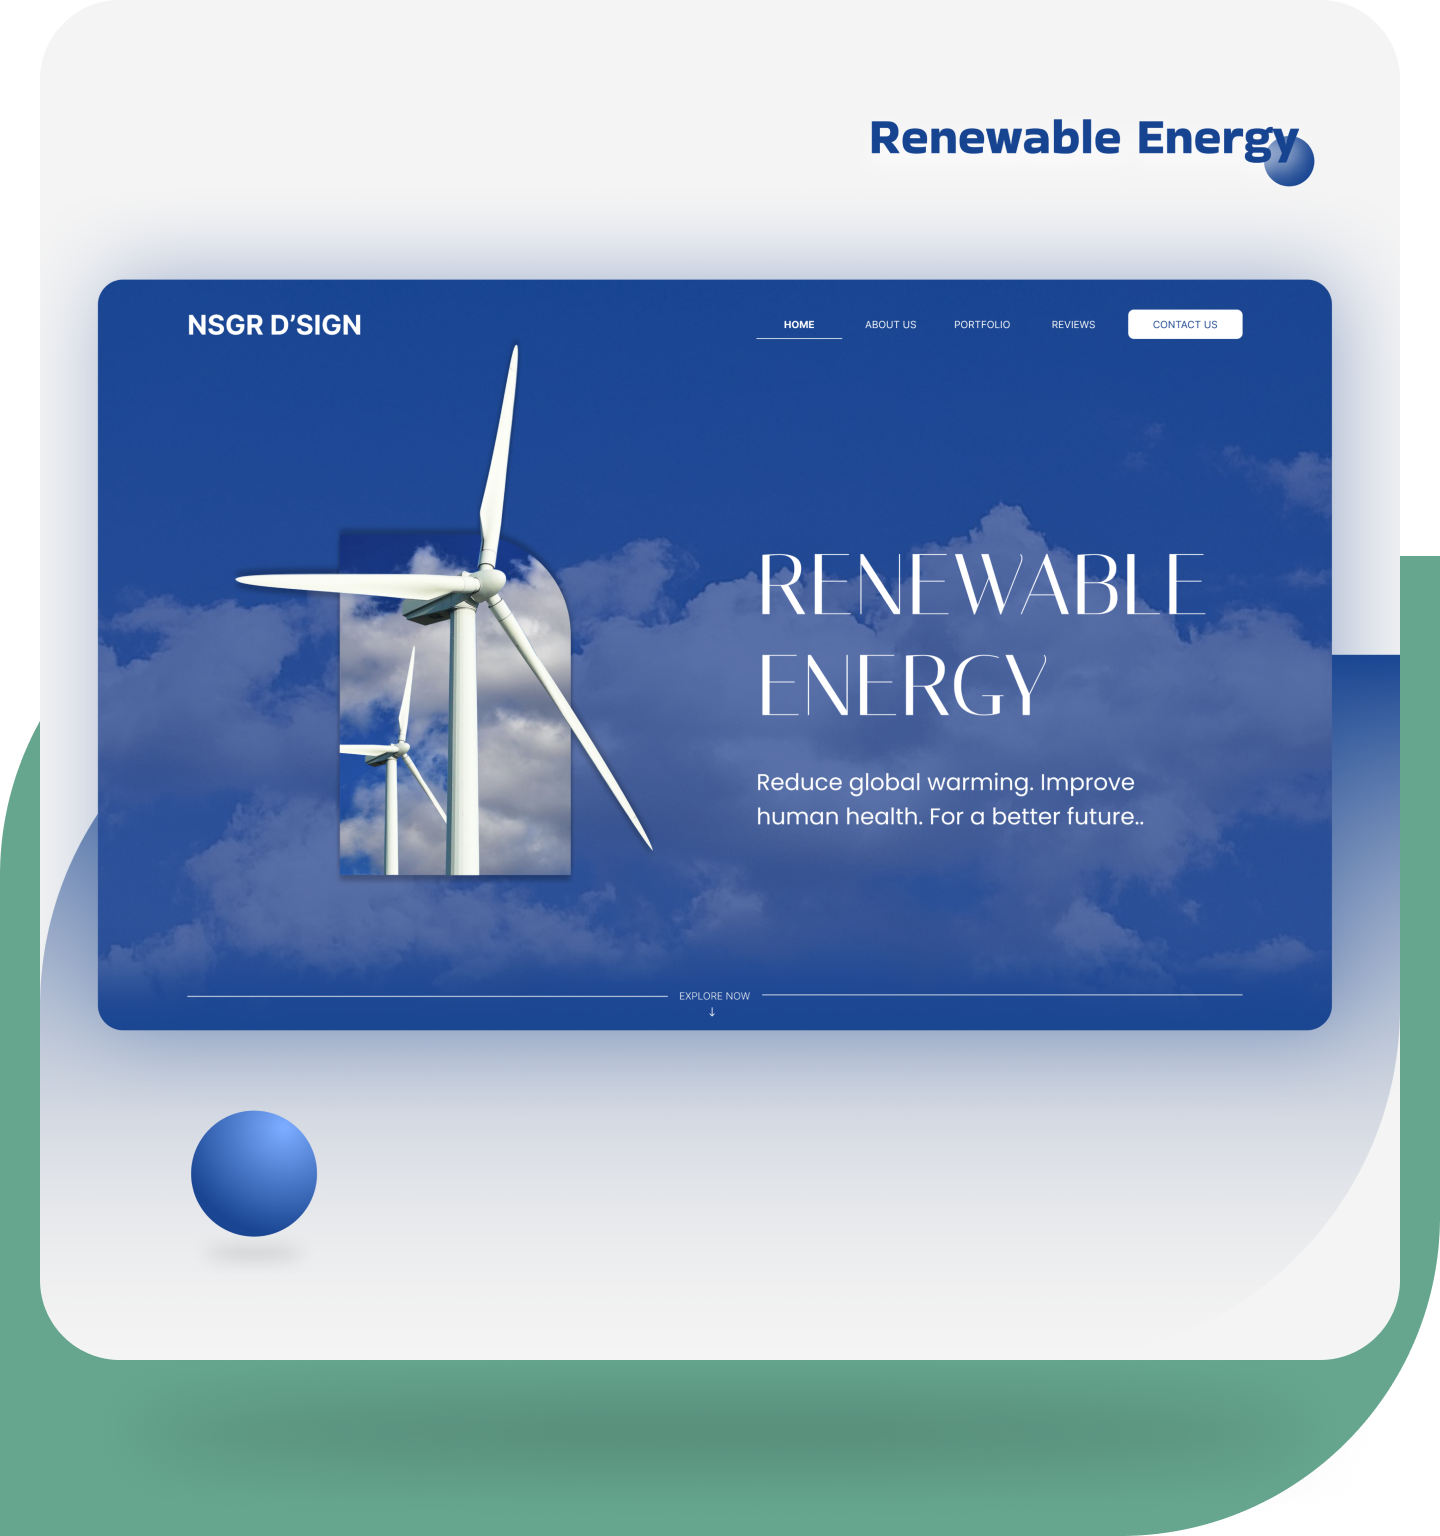 Renewable Energy
NSGR D’SIGN
HOME
ABOUT US
PORTFOLIO
REVIEWS
CONTACT US
RENEWABLE
ENERGY
Reduce global warming. Improve
human health. For a better future..
EXPLORE NOW